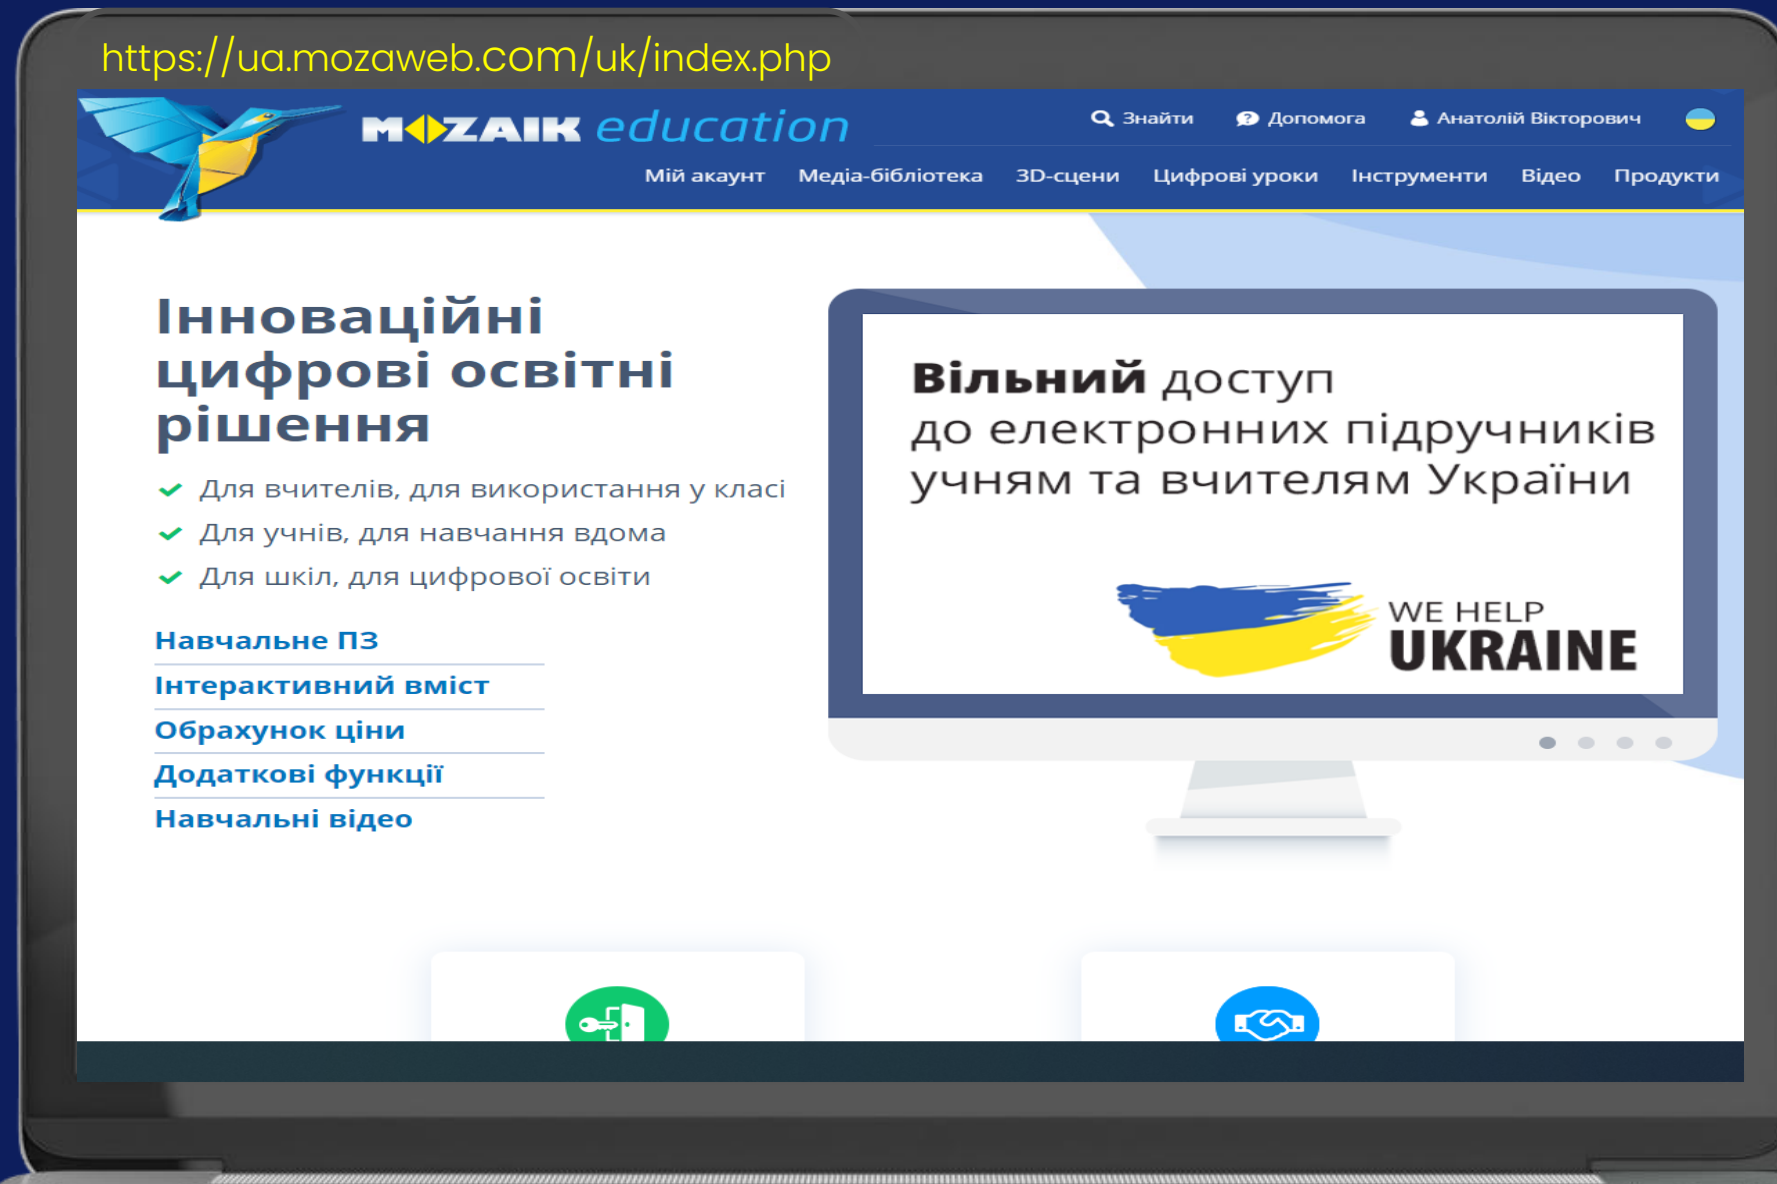 https://ua.mozaweb.com/uk/index.php
MOZAIK education
Знайти
Допомога
Анатолій Вікторович
Мій акаунт
Медіа-бібліотека
3D-сцени
Цифрові уроки
Інструменти
Відео
Продукти
Інноваційні
цифрові освітні
рішення
Для вчителів, для використання у класі
Для учнів, для навчання вдома
Для шкіл, для цифрової освіти
Навчальне ПЗ
Інтерактивний вміст
Обрахунок ціни
Додаткові функції
Навчальні відео
Вільний доступ
до електронних підручників
учням та вчителям України
WE HELP
UKRAINE